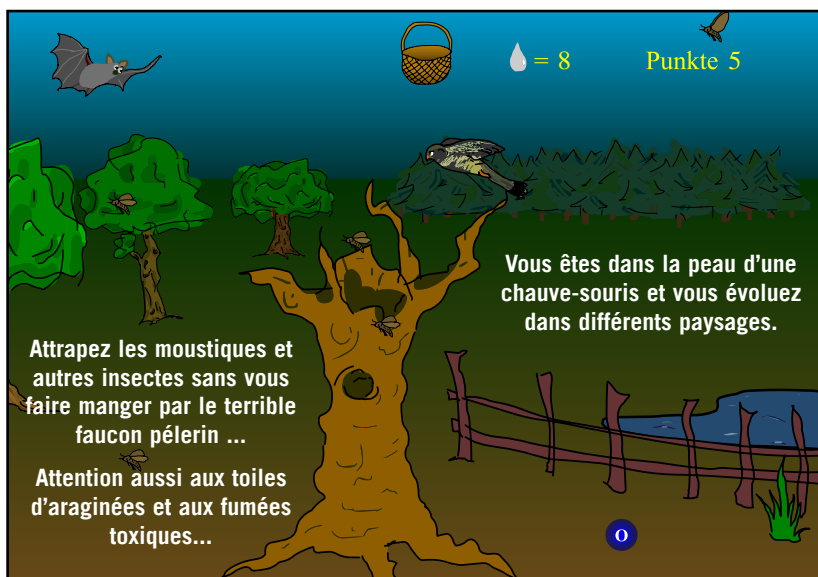 = 8
Punkte 5
Vous êtes dans la peau d'une
chauve-souris et vous évoluez
dans différents paysages.
Attrapez les moustiques et
autres insectes sans vous
faire manger par le terrible
faucon pélerin ...
Attention aussi aux toiles
d'araginées et aux fumées
toxiques...
O